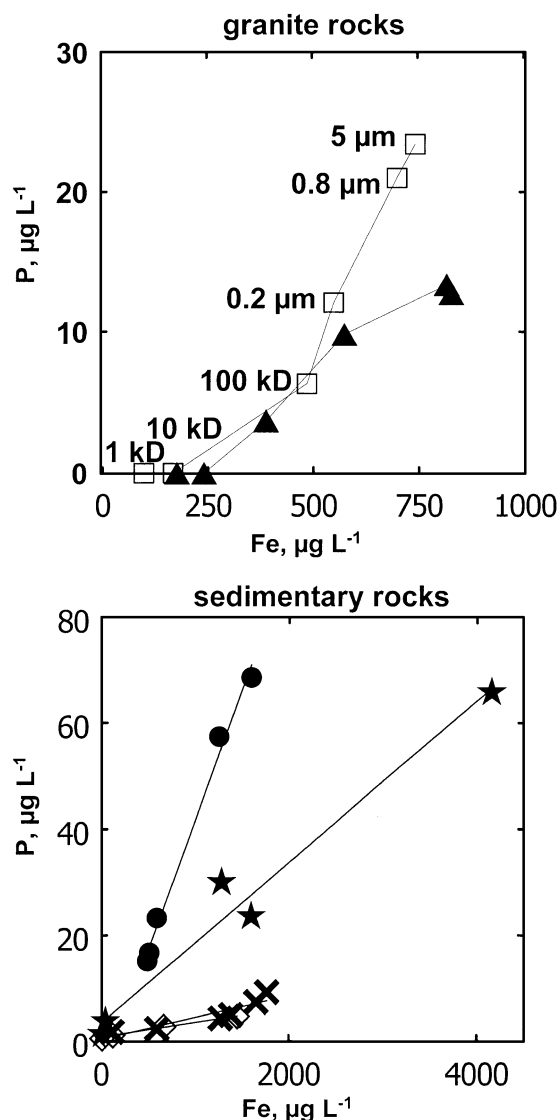 granite rocks
30
20
10
0
P, µg L-1
5 µm
0.8 µm
0.2 µm
100 kD
10 kD
1 kD
0 250 500 750 1000
Fe, µg L-1
sedimentary rocks
80
60
40
20
0
P, µg L-1
0 2000 4000
Fe, µg L-1